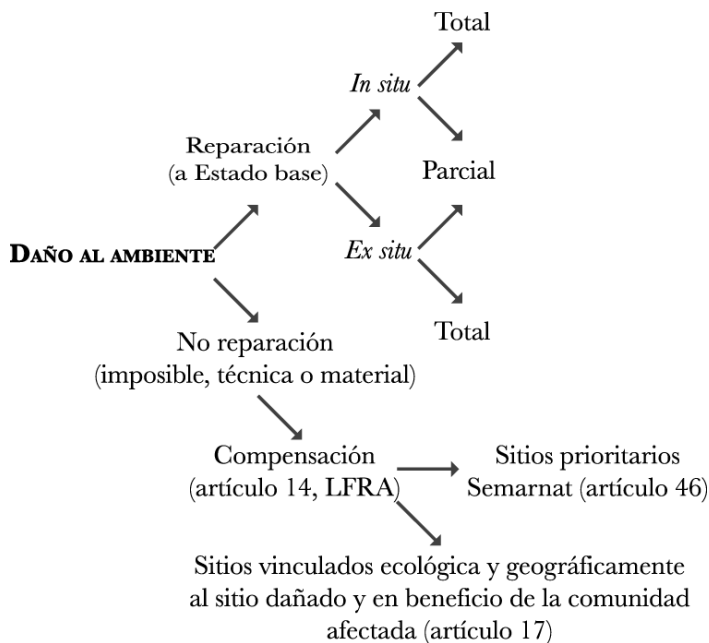 Total
In situ
Reparación
(a Estado base)
Parcial
DAÑO AL AMBIENTE
Ex situ
Total
No reparación
(imposible, técnica o material)
Compensación
(artículo 14, LFRA)
Sitios prioritarios
Semarnat (artículo 46)
Sitios vinculados ecológica y geográficamente
al sitio dañado y en beneficio de la comunidad
afectada (artículo 17)